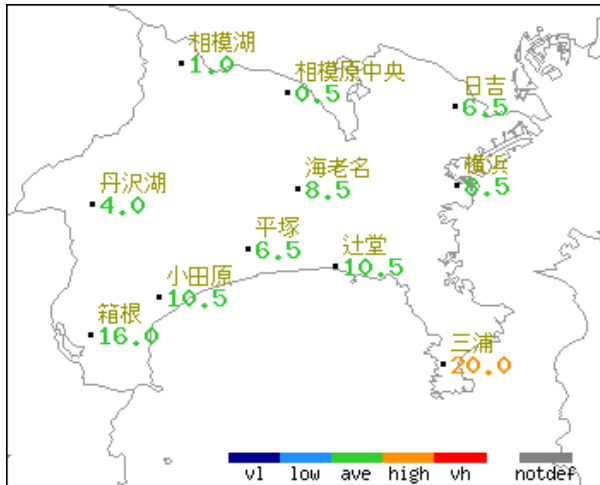 相模湖
1.0
相模原中央
0.5
日吉
6.5
海老名
8.5
横浜
8.5
丹沢湖
4.0
平塚
6.5
辻堂
10.5
小田原
10.5
箱根
16.0
三浦
20.0
vl low ave high vh notdef